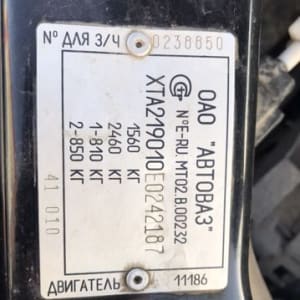 № ДЛЯ З/Ч 0238850
ОАО "АВТОВАЗ"
№E-RU.MT02.B.00232
XTA219010E0242187
1560 КГ
2460 КГ
1-810 КГ
2-850 КГ
41 010
ДВИГАТЕЛЬ 11186